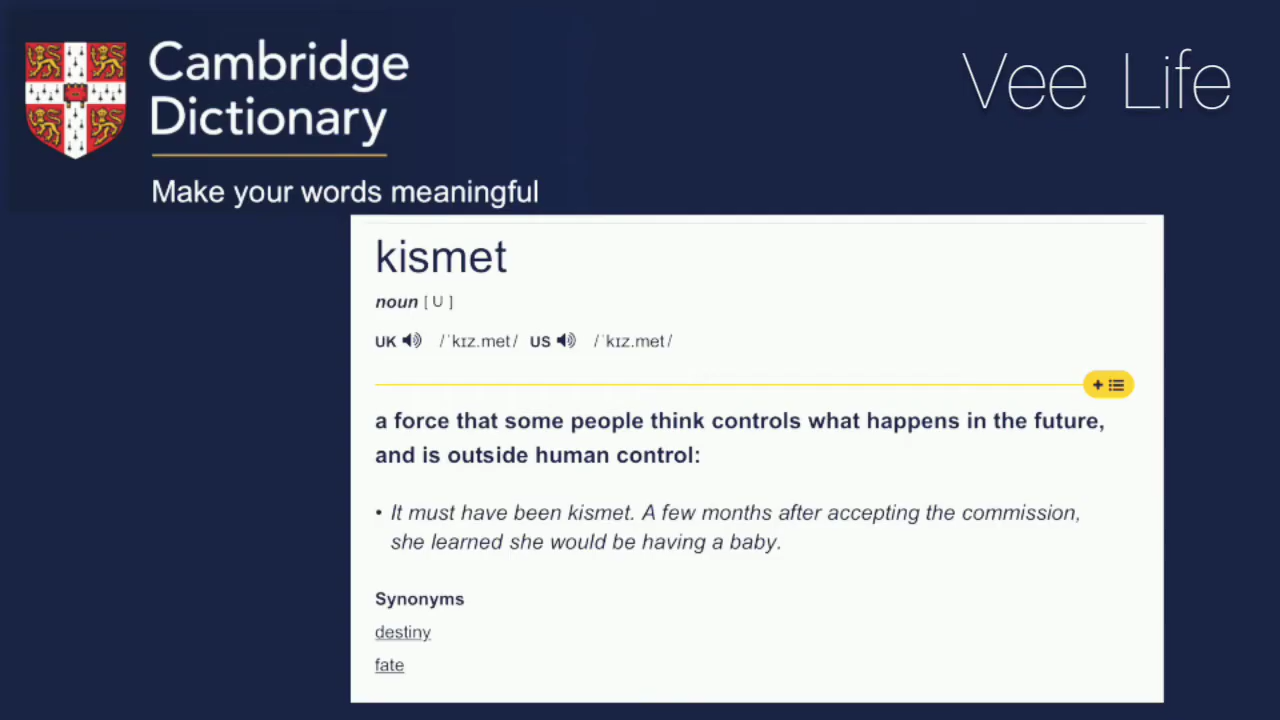 Cambridge
Dictionary
Vee Life
Make your words meaningful
kismet
noun [ U ]
UK /ˈkɪz.met/ US /ˈkɪz.met/
a force that some people think controls what happens in the future,
and is outside human control:
• It must have been kismet. A few months after accepting the commission,
she learned she would be having a baby.
Synonyms
destiny
fate